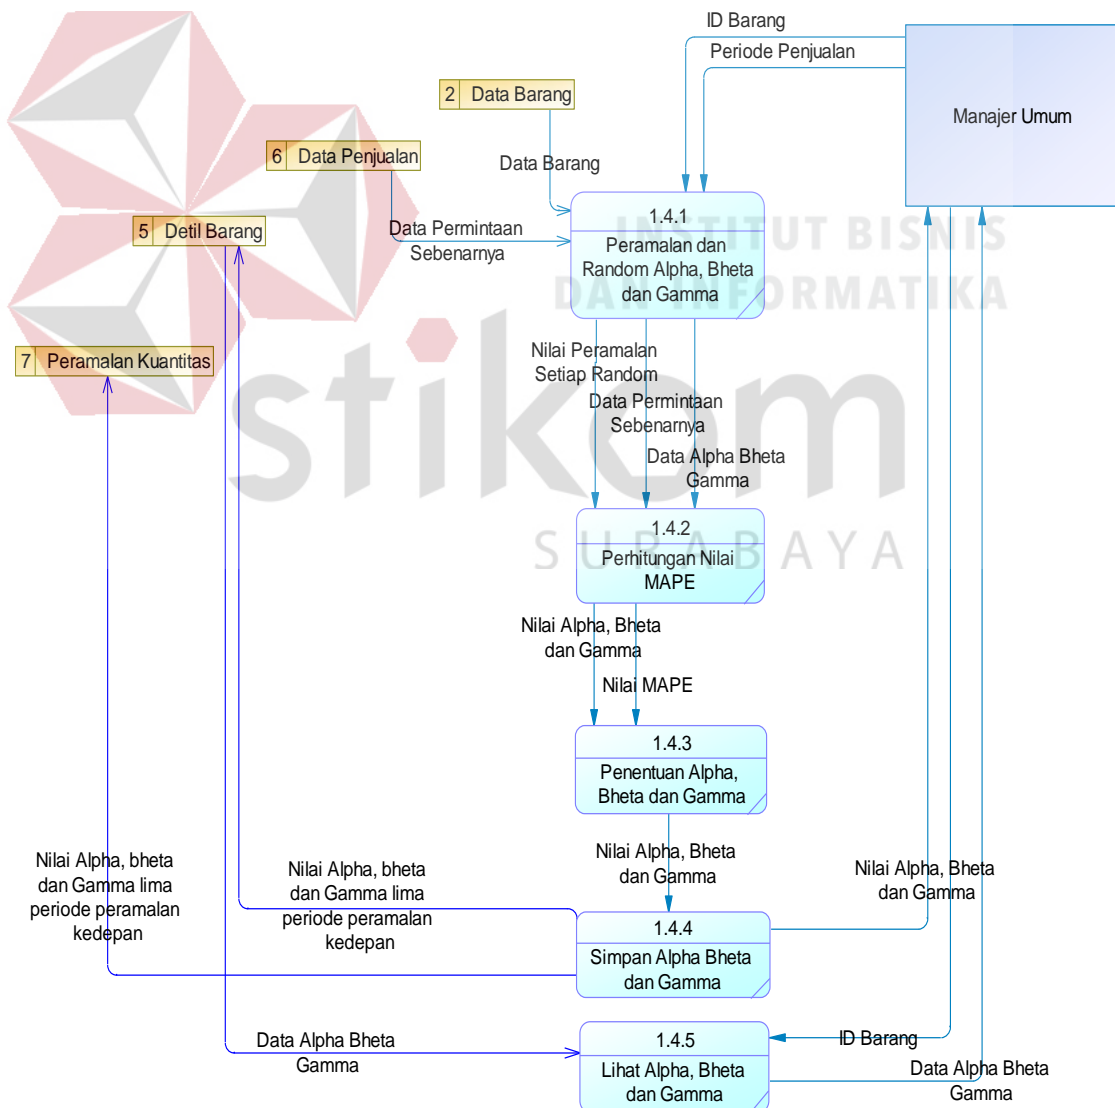 ID Barang
Periode Penjualan
Manajer Umum
2 Data Barang
Data Barang
6 Data Penjualan
5 Detil Barang
Data Permintaan
Sebenarnya
1.4.1
Peramalan dan
Random Alpha, Bheta
dan Gamma
INSTITUT BISNIS
DAN INFORMATIKA
7 Peramalan Kuantitas
Nilai Peramalan
Setiap Random
Data Permintaan
Sebenarnya
Data Alpha Bheta
Gamma
stikom
SURABAYA
1.4.2
Perhitungan Nilai
MAPE
Nilai Alpha, Bheta
dan Gamma
Nilai MAPE
1.4.3
Penentuan Alpha,
Bheta dan Gamma
Nilai Alpha, Bheta
dan Gamma
Nilai Alpha, bheta
dan Gamma lima
periode peramalan
kedepan
Nilai Alpha, bheta
dan Gamma lima
periode peramalan
kedepan
Nilai Alpha, Bheta
dan Gamma
1.4.4
Simpan Alpha Bheta
dan Gamma
Data Alpha Bheta
Gamma
1.4.5
Lihat Alpha, Bheta
dan Gamma
ID Barang
Data Alpha Bheta
Gamma